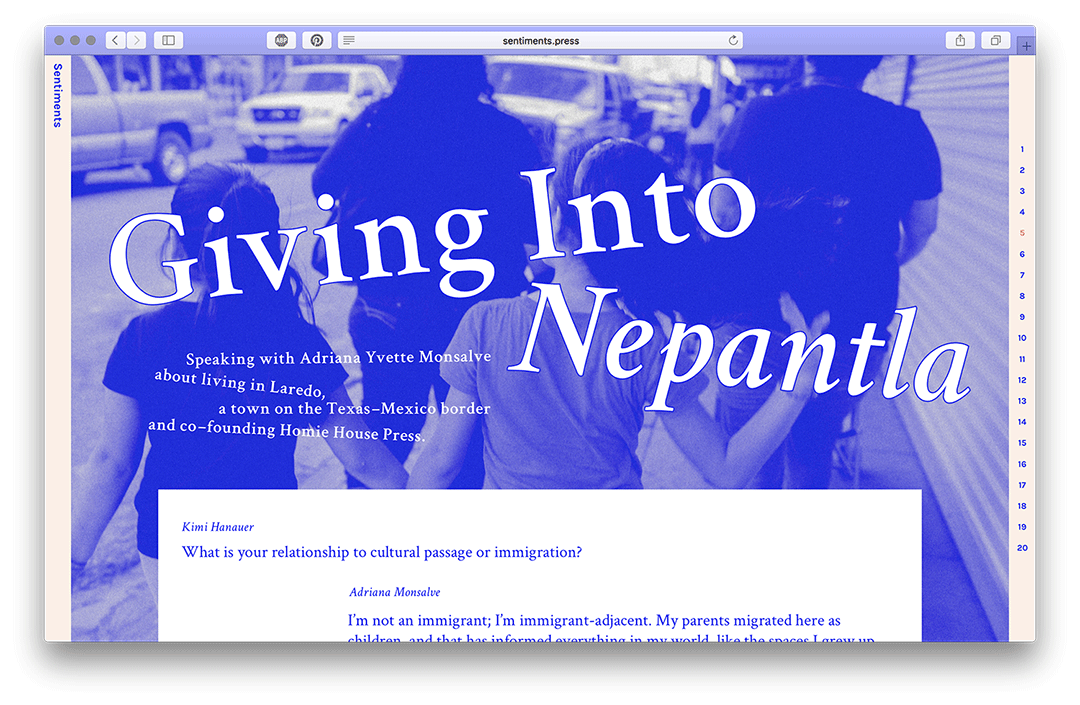 sentiments.press
ABP
Sentiments
Giving Into
Nepantla
Speaking with Adriana Yvette Monsalve
about living in Laredo,
a town on the Texas–Mexico border
and co–founding Homie House Press.
Kimi Hanauer
What is your relationship to cultural passage or immigration?
Adriana Monsalve
I’m not an immigrant; I’m immigrant-adjacent. My parents migrated here as
children, and that has informed everything in my world, like the spaces I grew up
1
2
3
4
5
6
7
8
9
10
11
12
13
14
15
16
17
18
19
20